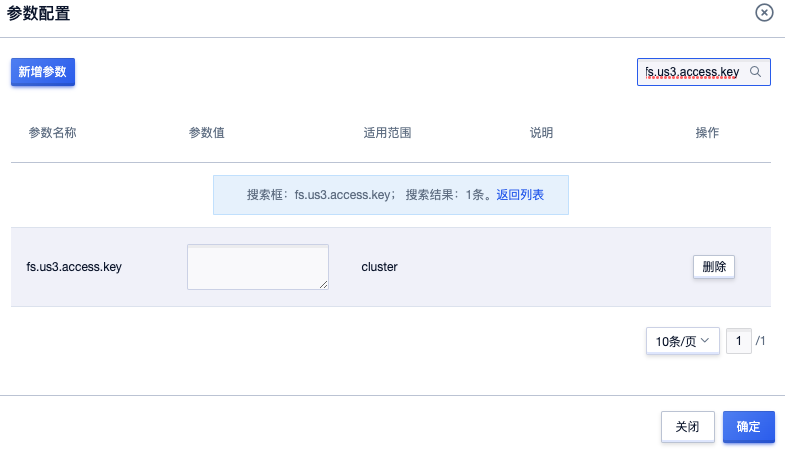 参数配置
新增参数
fs.us3.access.key
参数名称 参数值 适用范围 说明 操作
搜索框：fs.us3.access.key； 搜索结果：1条。返回列表
fs.us3.access.key cluster 删除
10条/页 1 /1
关闭 确定